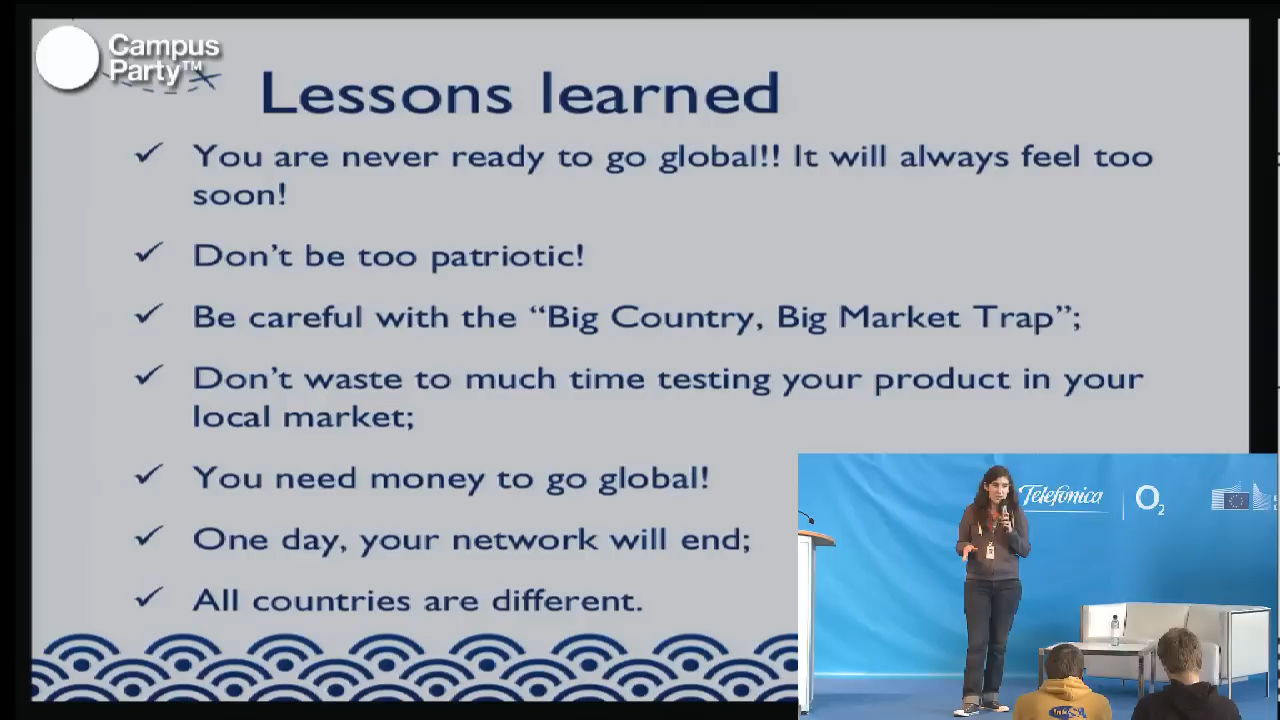 Campus
Party™
Lessons learned
✓ You are never ready to go global!! It will always feel too
soon!
✓ Don't be too patriotic!
✓ Be careful with the “Big Country, Big Market Trap”;
✓ Don't waste to much time testing your product in your
local market;
✓ You need money to go global!
✓ One day, your network will end;
✓ All countries are different.
Telefónica
O2